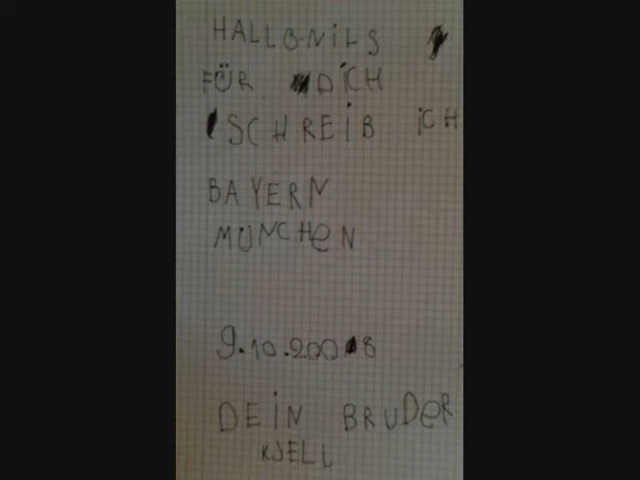 HALLO NiLS
FÜR DiCH
SCHREiB iCH
BAYERN
MÜNCHeN
9.10.2008
DEiN BRUDeR
KJELL